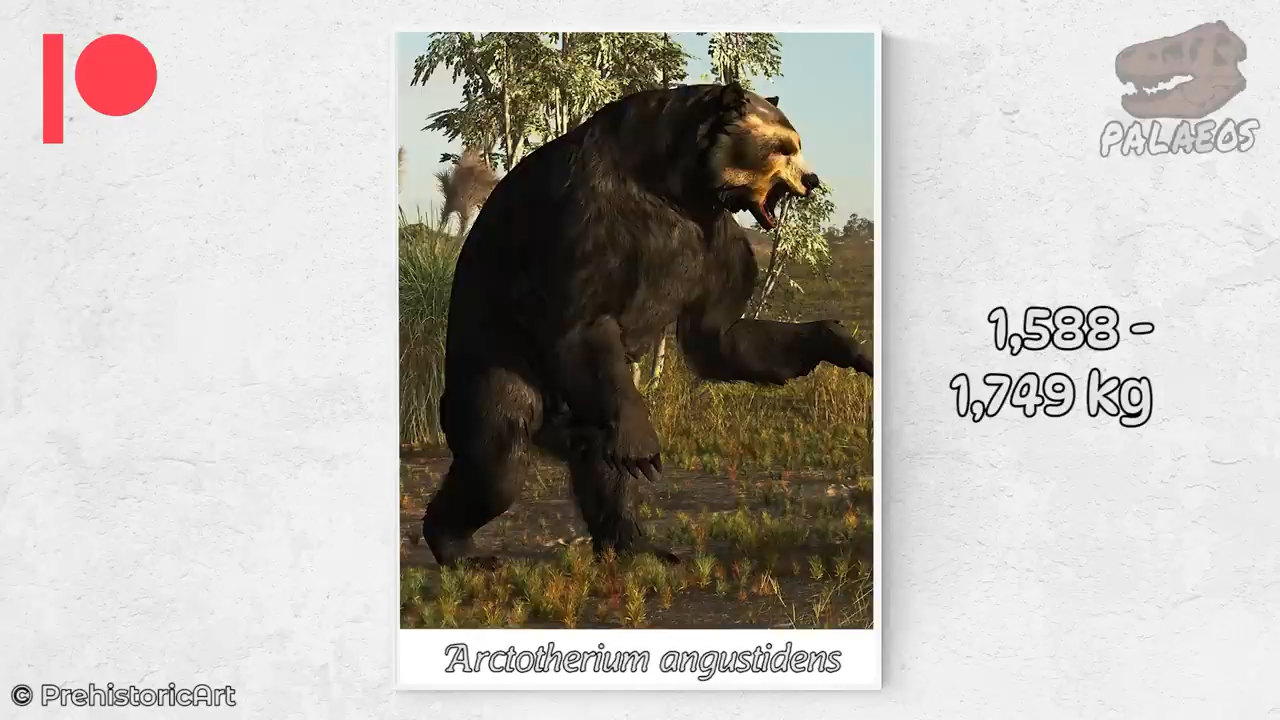 PALAEOS
1,588 -
1,749 kg
Arctotherium angustidens
© PrehistoricArt